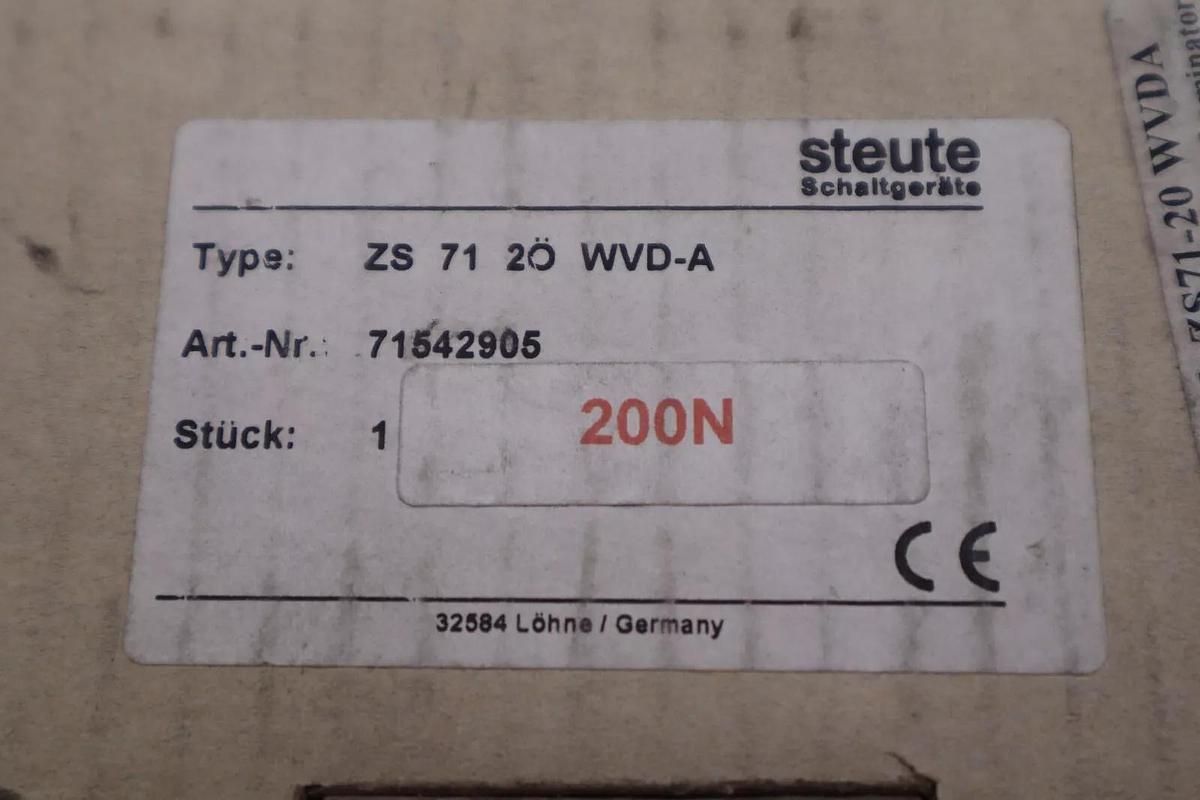 steute
Schaltgeräte
Type: ZS 71 2Ö WVD-A
Art.-Nr.: 71542905
200N
Stück: 1
CE
32584 Löhne / Germany
ZS71-20 WVDA